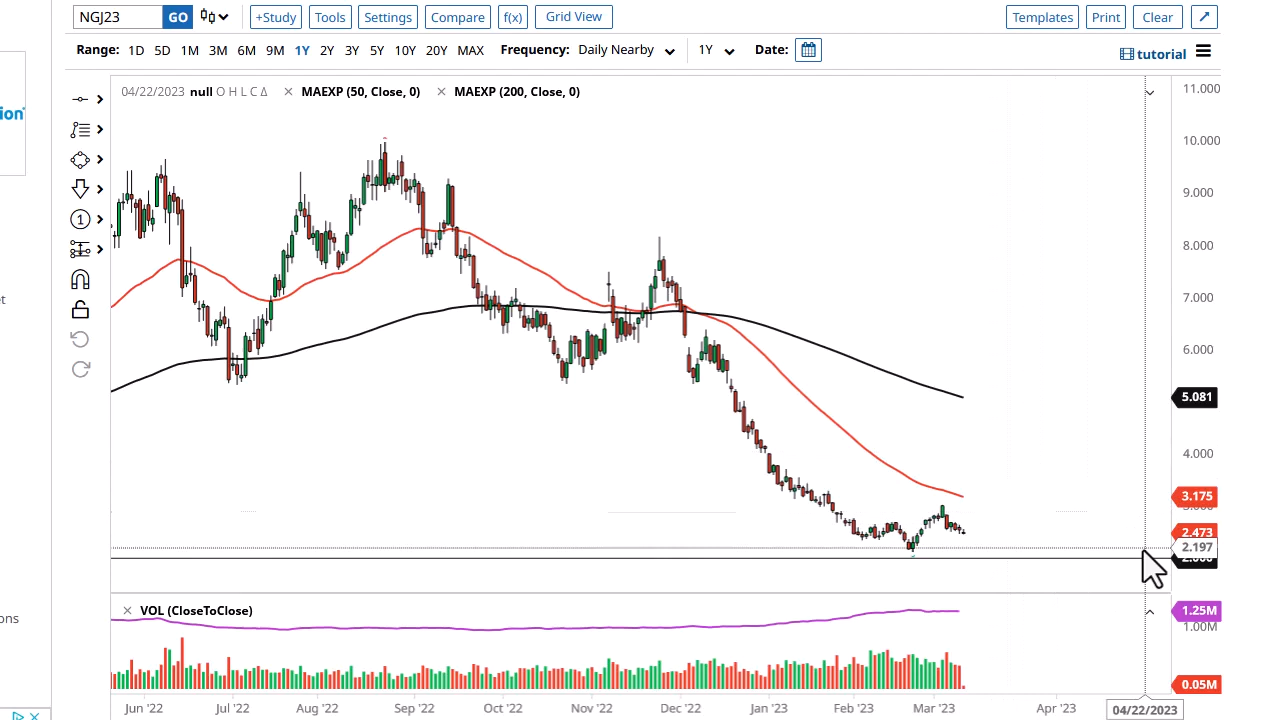 NGJ23 GO +Study Tools Settings Compare f(x) Grid View Templates Print Clear
Range: 1D 5D 1M 3M 6M 9M 1Y 2Y 3Y 5Y 10Y 20Y MAX Frequency: Daily Nearby 1Y Date: tutorial
04/22/2023 null O H L C Δ × MAEXP (50, Close, 0) × MAEXP (200, Close, 0)
11.000
10.000
9.000
8.000
7.000
6.000
5.081
4.000
3.175
2.473
2.197
ion
1
et
ons
× VOL (CloseToClose)
1.25M
1.00M
0.05M
Jun '22 Jul '22 Aug '22 Sep '22 Oct '22 Nov '22 Dec '22 Jan '23 Feb '23 Mar '23 Apr '23 04/22/2023